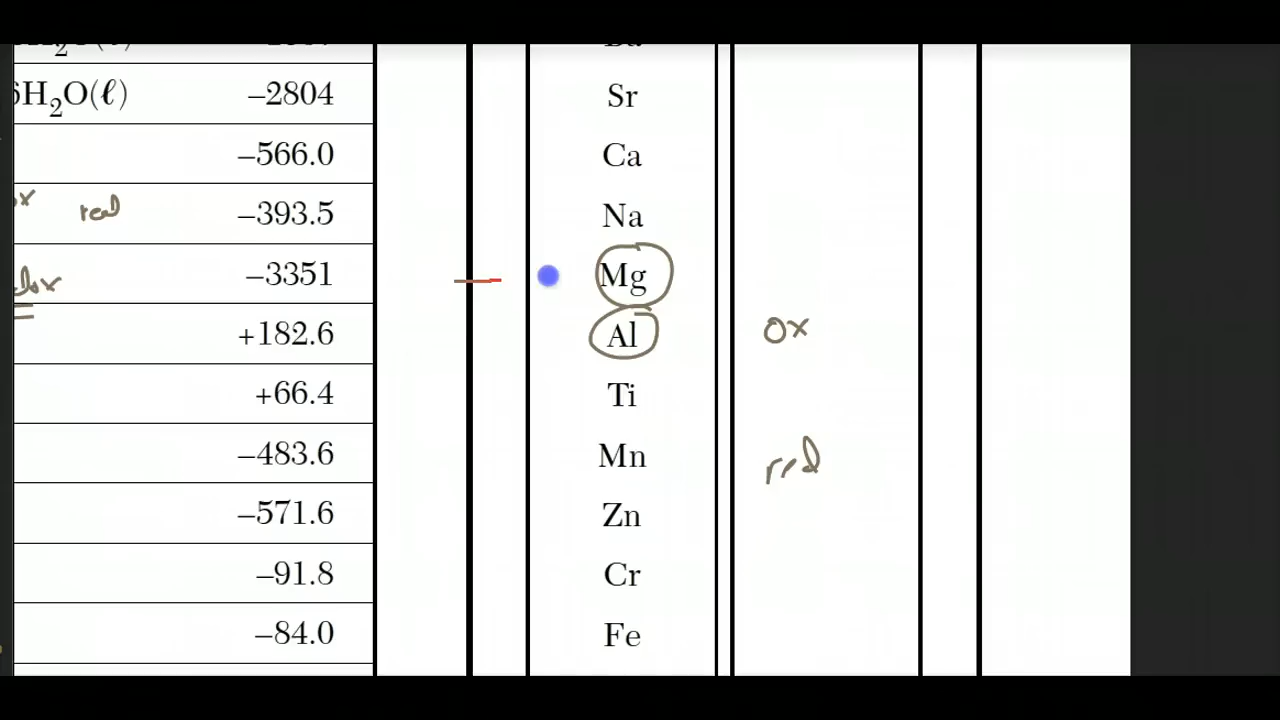 6H₂O(ℓ) –2804 Sr
–566.0 Ca
red –393.5 Na
–3351 Mg
+182.6 Al ox
+66.4 Ti
–483.6 Mn red
–571.6 Zn
–91.8 Cr
–84.0 Fe